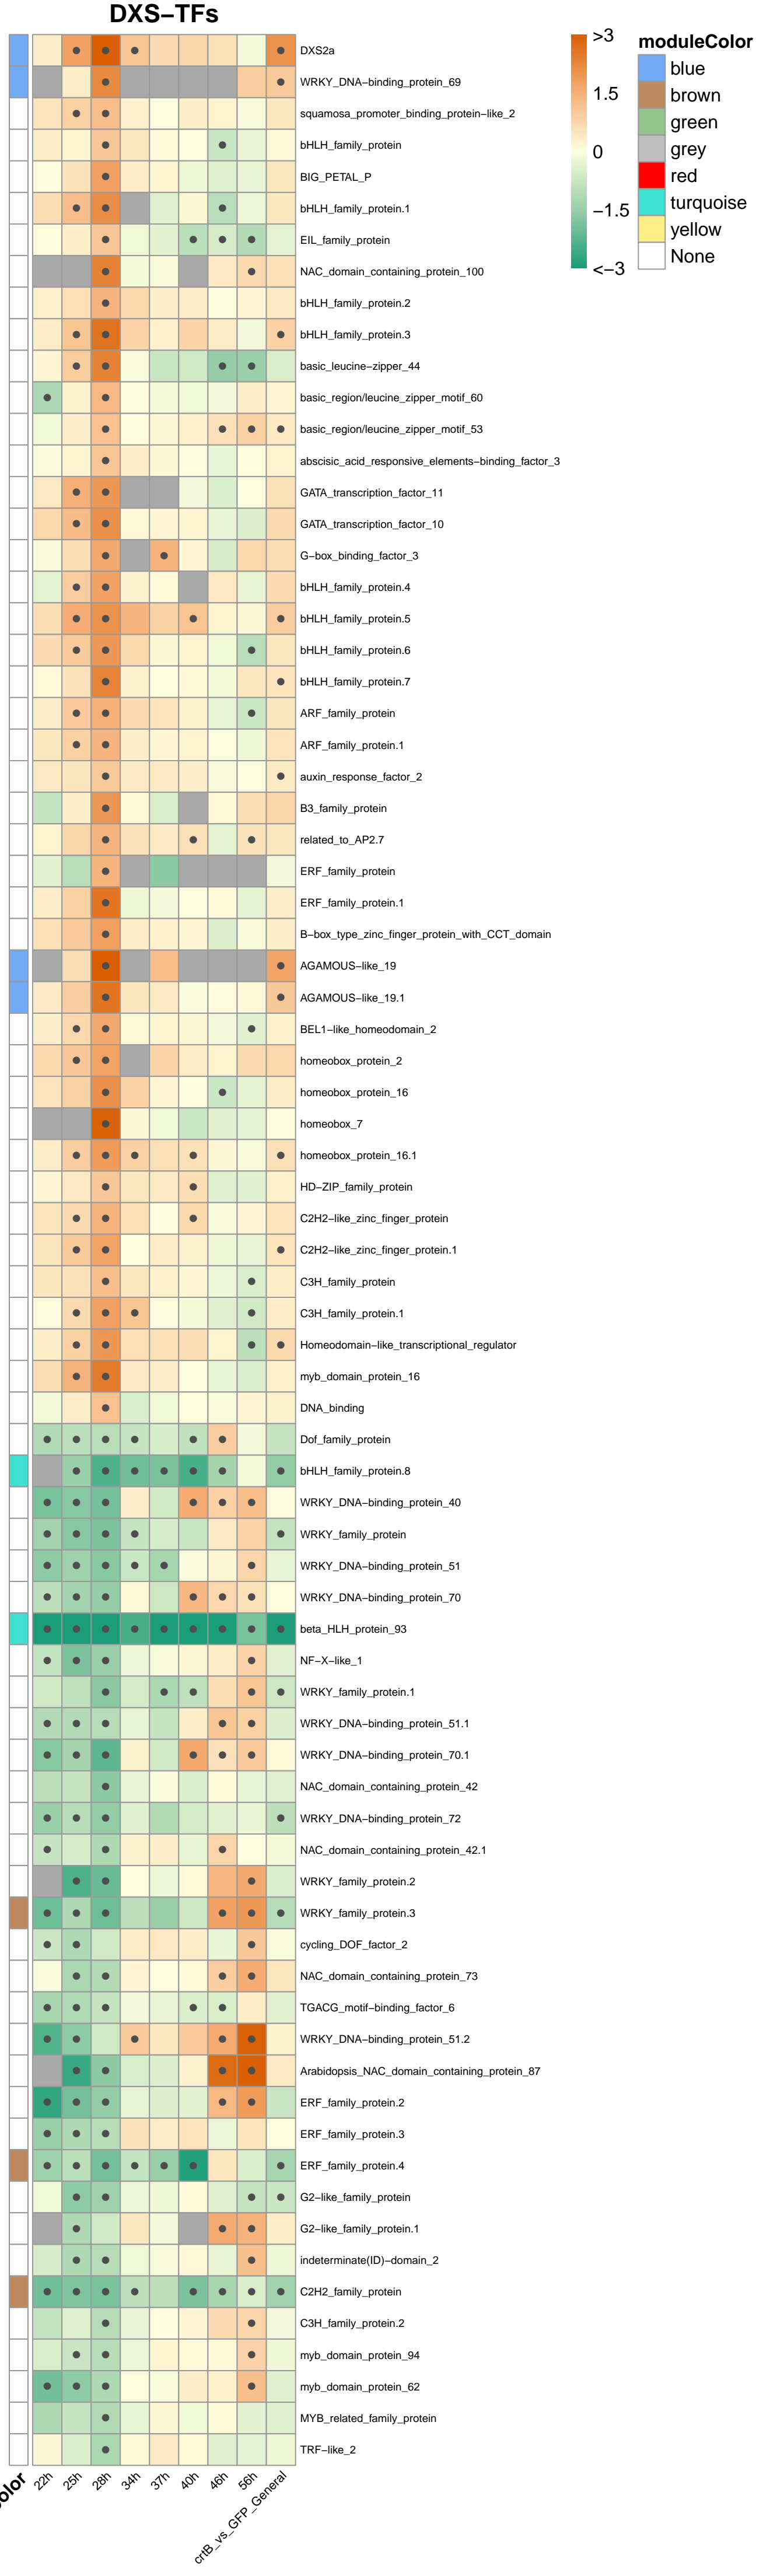 DXS−TFs
>3
1.5
0
−1.5
<−3
moduleColor
blue
brown
green
grey
red
turquoise
yellow
None
DXS2a
WRKY_DNA−binding_protein_69
squamosa_promoter_binding_protein−like_2
bHLH_family_protein
BIG_PETAL_P
bHLH_family_protein.1
EIL_family_protein
NAC_domain_containing_protein_100
bHLH_family_protein.2
bHLH_family_protein.3
basic_leucine−zipper_44
basic_region/leucine_zipper_motif_60
basic_region/leucine_zipper_motif_53
abscisic_acid_responsive_elements−binding_factor_3
GATA_transcription_factor_11
GATA_transcription_factor_10
G−box_binding_factor_3
bHLH_family_protein.4
bHLH_family_protein.5
bHLH_family_protein.6
bHLH_family_protein.7
ARF_family_protein
ARF_family_protein.1
auxin_response_factor_2
B3_family_protein
related_to_AP2.7
ERF_family_protein
ERF_family_protein.1
B−box_type_zinc_finger_protein_with_CCT_domain
AGAMOUS−like_19
AGAMOUS−like_19.1
BEL1−like_homeodomain_2
homeobox_protein_2
homeobox_protein_16
homeobox_7
homeobox_protein_16.1
HD−ZIP_family_protein
C2H2−like_zinc_finger_protein
C2H2−like_zinc_finger_protein.1
C3H_family_protein
C3H_family_protein.1
Homeodomain−like_transcriptional_regulator
myb_domain_protein_16
DNA_binding
Dof_family_protein
bHLH_family_protein.8
WRKY_DNA−binding_protein_40
WRKY_family_protein
WRKY_DNA−binding_protein_51
WRKY_DNA−binding_protein_70
beta_HLH_protein_93
NF−X−like_1
WRKY_family_protein.1
WRKY_DNA−binding_protein_51.1
WRKY_DNA−binding_protein_70.1
NAC_domain_containing_protein_42
WRKY_DNA−binding_protein_72
NAC_domain_containing_protein_42.1
WRKY_family_protein.2
WRKY_family_protein.3
cycling_DOF_factor_2
NAC_domain_containing_protein_73
TGACG_motif−binding_factor_6
WRKY_DNA−binding_protein_51.2
Arabidopsis_NAC_domain_containing_protein_87
ERF_family_protein.2
ERF_family_protein.3
ERF_family_protein.4
G2−like_family_protein
G2−like_family_protein.1
indeterminate(ID)−domain_2
C2H2_family_protein
C3H_family_protein.2
myb_domain_protein_94
myb_domain_protein_62
MYB_related_family_protein
TRF−like_2
olor
22h
25h
28h
34h
37h
40h
46h
56h
crtB_vs_GFP_General